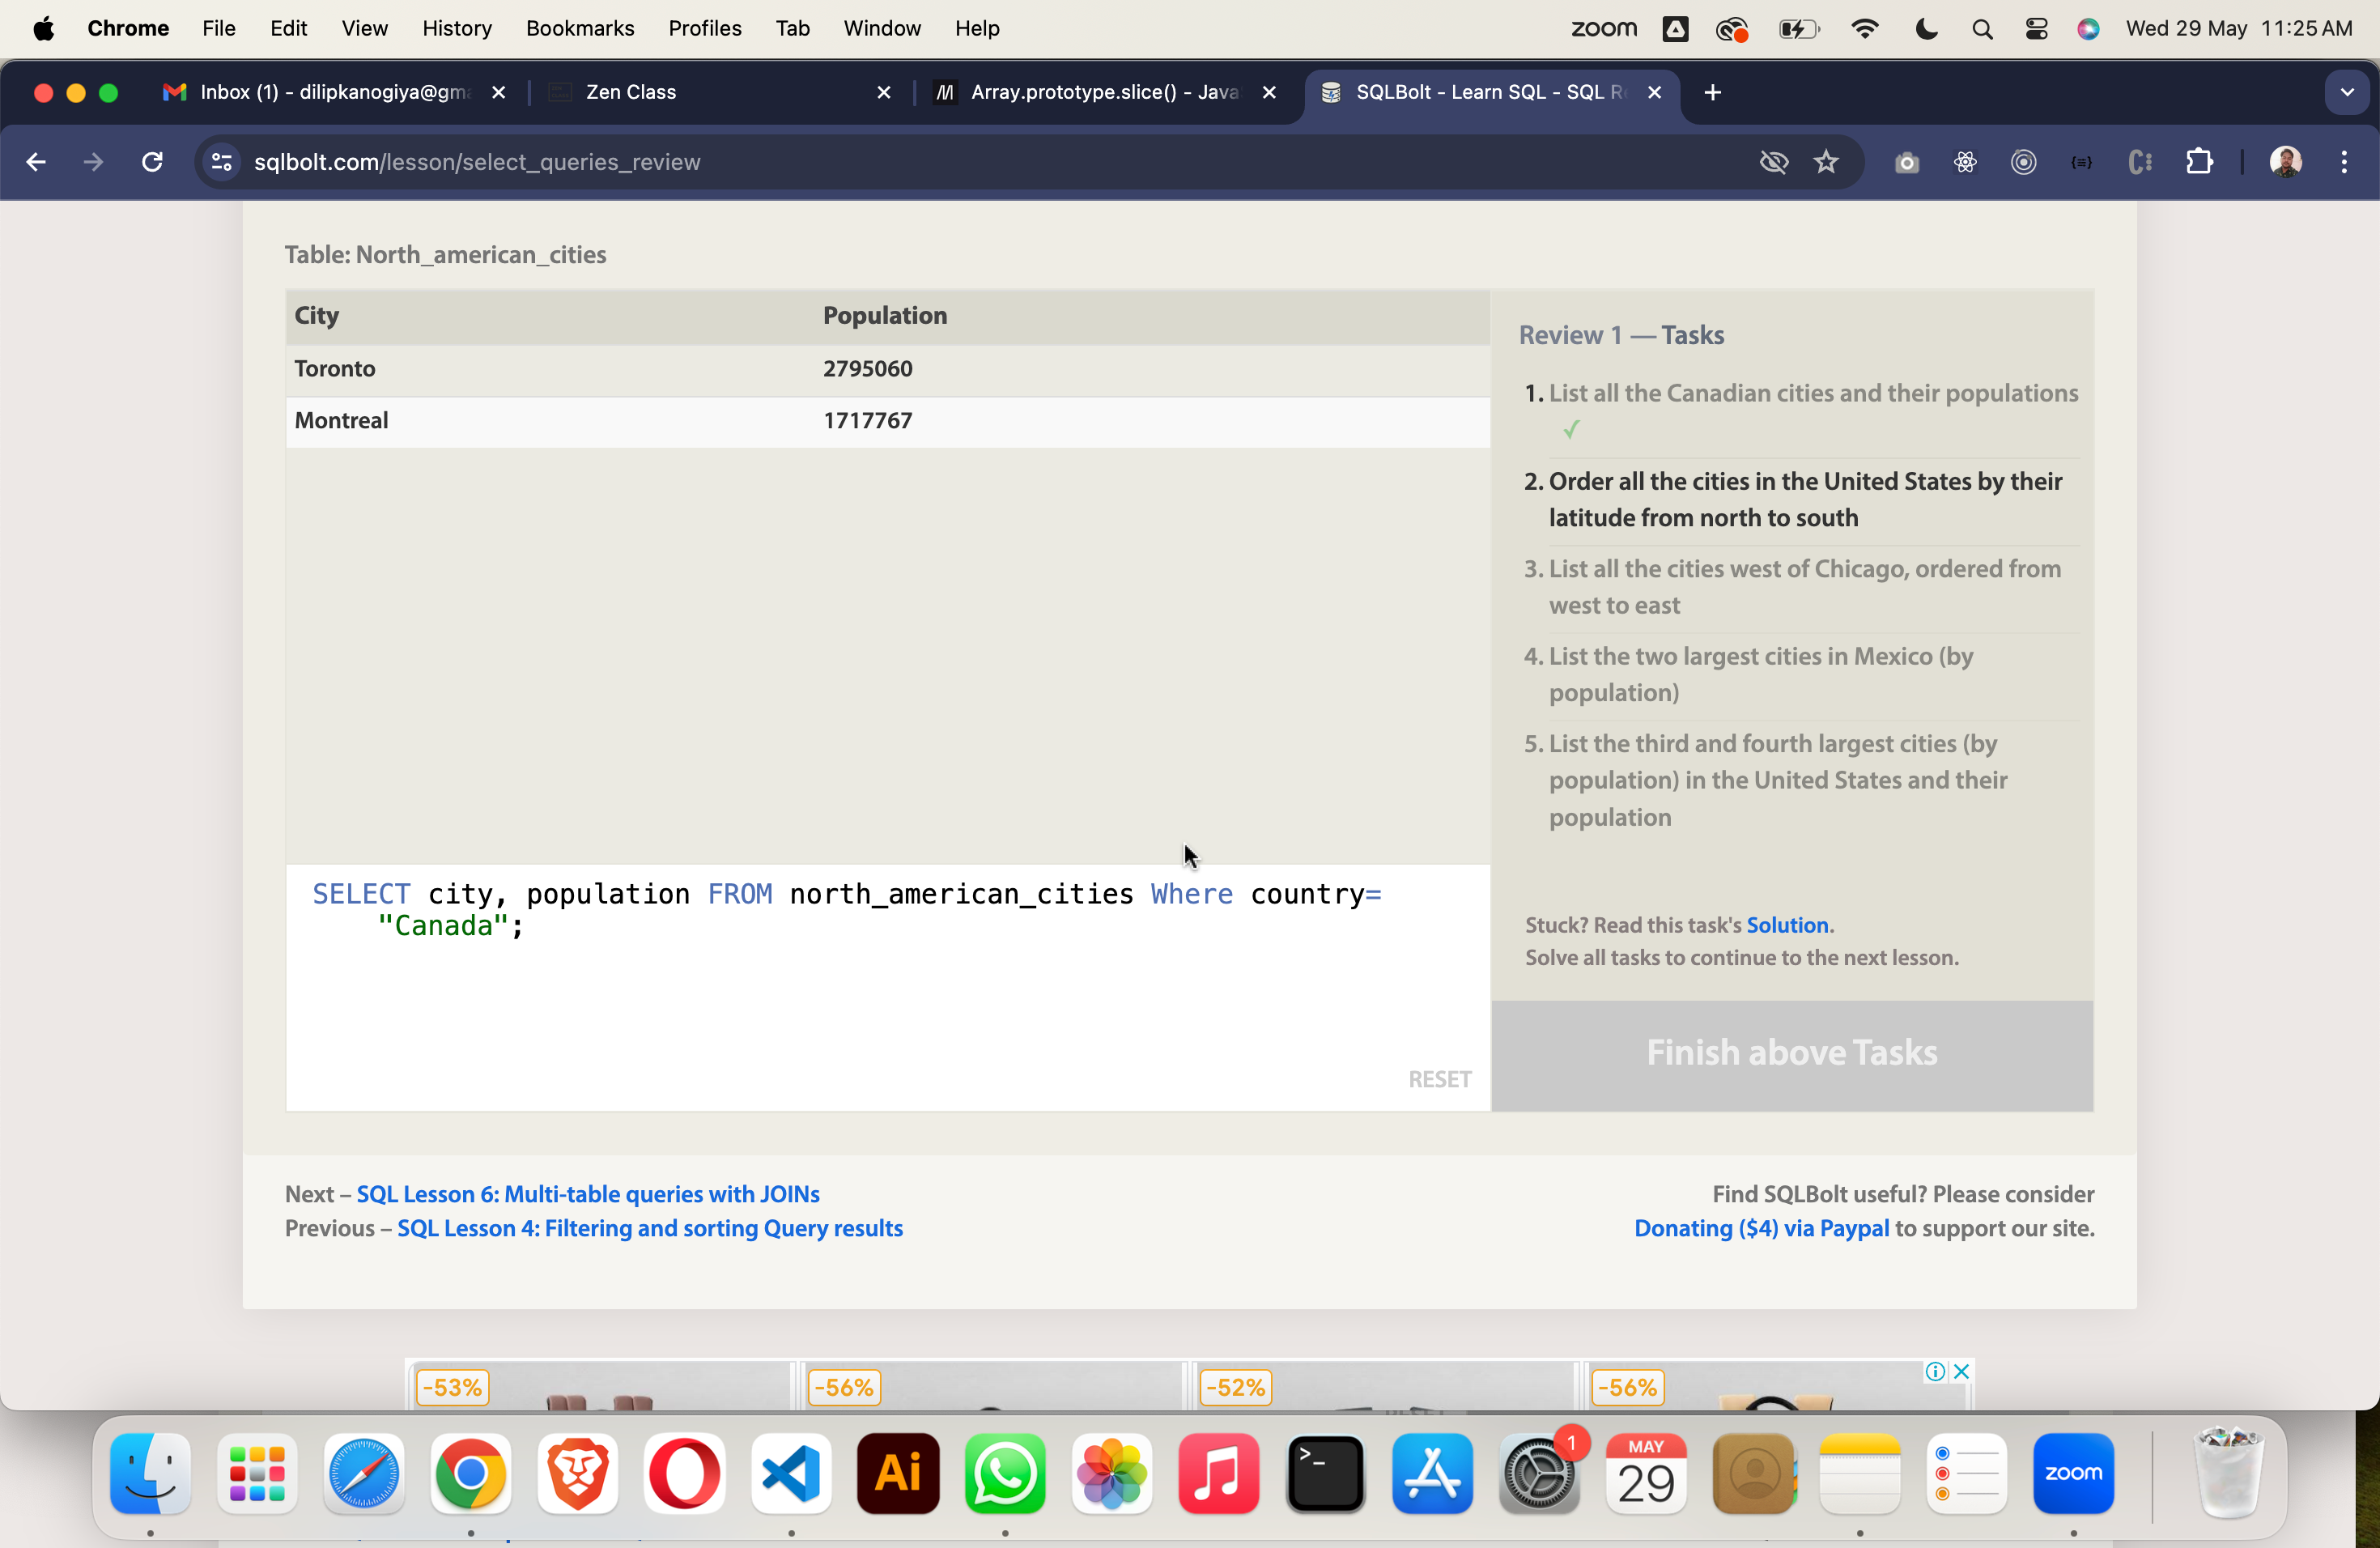 Chrome File Edit View History Bookmarks Profiles Tab Window Help zoom Wed 29 May 11:25 AM
Inbox (1) - dilipkanogiya@gma Zen Class Array.prototype.slice() - Java SQLBolt - Learn SQL - SQL R
sqlbolt.com/lesson/select_queries_review
Table: North_american_cities
City Population
Toronto 2795060
Montreal 1717767
Review 1 — Tasks
1. List all the Canadian cities and their populations
✓
2. Order all the cities in the United States by their
latitude from north to south
3. List all the cities west of Chicago, ordered from
west to east
4. List the two largest cities in Mexico (by
population)
5. List the third and fourth largest cities (by
population) in the United States and their
population
SELECT city, population FROM north_american_cities Where country=
"Canada";
RESET
Stuck? Read this task's Solution.
Solve all tasks to continue to the next lesson.
Finish above Tasks
Next – SQL Lesson 6: Multi-table queries with JOINs
Previous – SQL Lesson 4: Filtering and sorting Query results
Find SQLBolt useful? Please consider
Donating ($4) via Paypal to support our site.
-53% -56% -52% -56%
Ai
>_
1
MAY
29
zoom